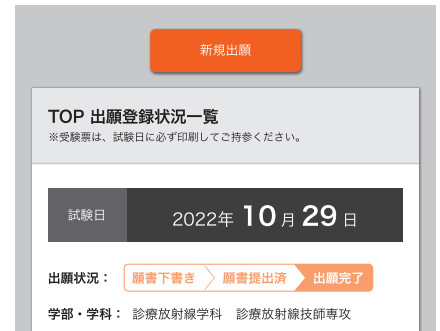 新規出願
TOP 出願登録状況一覧
※受験票は、試験日に必ず印刷してご持参ください。
試験日 2022年 10 月 29 日
出願状況： 願書下書き 願書提出済 出願完了
学部・学科： 診療放射線学科 診療放射線技師専攻